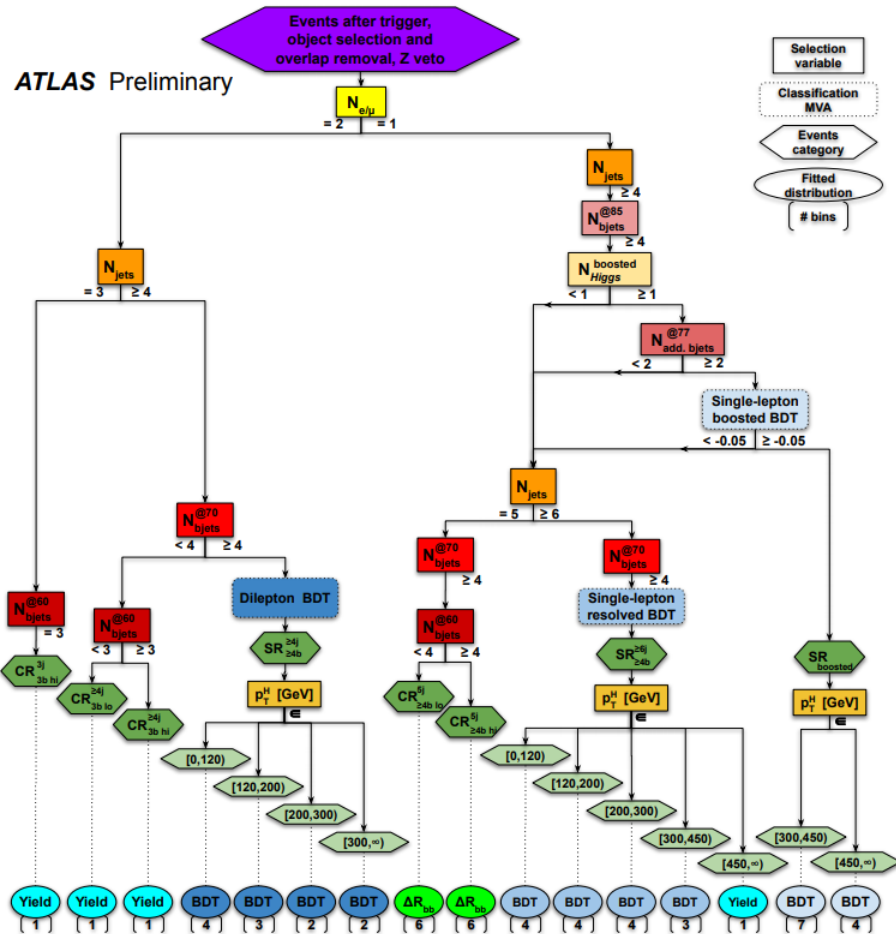 Events after trigger,
object selection and
overlap removal, Z veto
ATLAS Preliminary
Selection
variable
Classification
MVA
Events
category
Fitted
distribution
# bins
N e/μ
= 2 = 1
N jets
≥ 4
N bjets @85
≥ 4
N Higgs boosted
< 1 ≥ 1
N jets
= 3 ≥ 4
N add. bjets @77
< 2 ≥ 2
Single-lepton
boosted BDT
< -0.05 ≥ -0.05
N jets
= 5 ≥ 6
N bjets @70
< 4 ≥ 4
N bjets @70
≥ 4
N bjets @70
≥ 4
Dilepton BDT
Single-lepton
resolved BDT
N bjets @60
= 3
N bjets @60
< 3 ≥ 3
N bjets @60
< 4 ≥ 4
SR ≥4j ≥4b
SR ≥6j ≥4b
SR boosted
CR 3j 3b hi
CR ≥4j 3b lo
CR ≥4j 3b hi
CR 5j ≥4b lo
CR 5j ≥4b hi
p T H [GeV]
∈
p T H [GeV]
∈
p T H [GeV]
∈
[0,120)
[120,200)
[200,300)
[300,∞)
[0,120)
[120,200)
[200,300)
[300,450)
[450,∞)
[300,450)
[450,∞)
Yield Yield Yield BDT BDT BDT BDT ΔR bb ΔR bb BDT BDT BDT BDT Yield BDT BDT
1 1 1 4 3 2 2 6 6 4 4 4 3 1 7 4